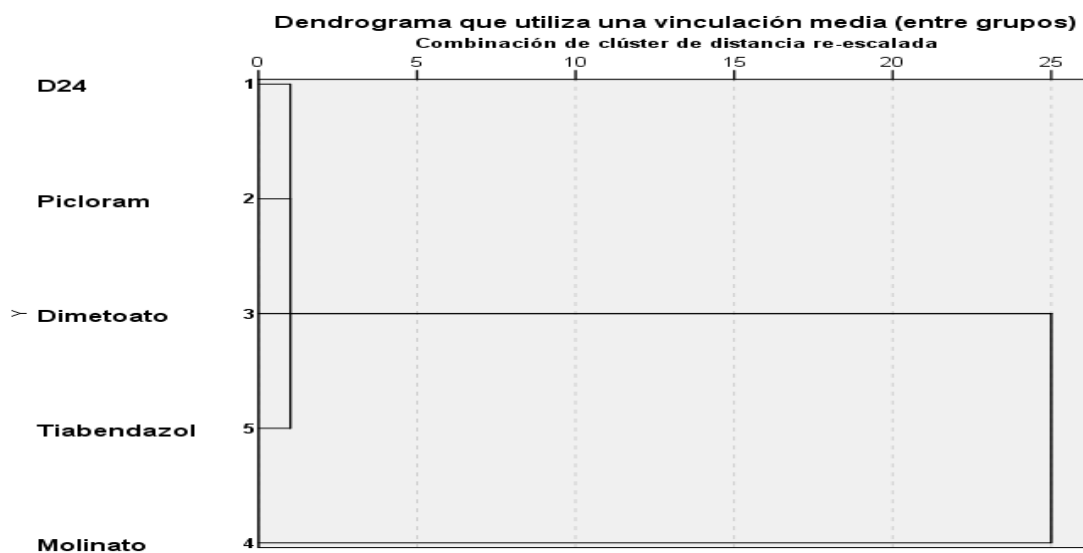 Dendrograma que utiliza una vinculación media (entre grupos)
Combinación de clúster de distancia re-escalada
0 5 10 15 20 25
D24 1
Picloram 2
Y
Dimetoato 3
Tiabendazol 5
Molinato 4